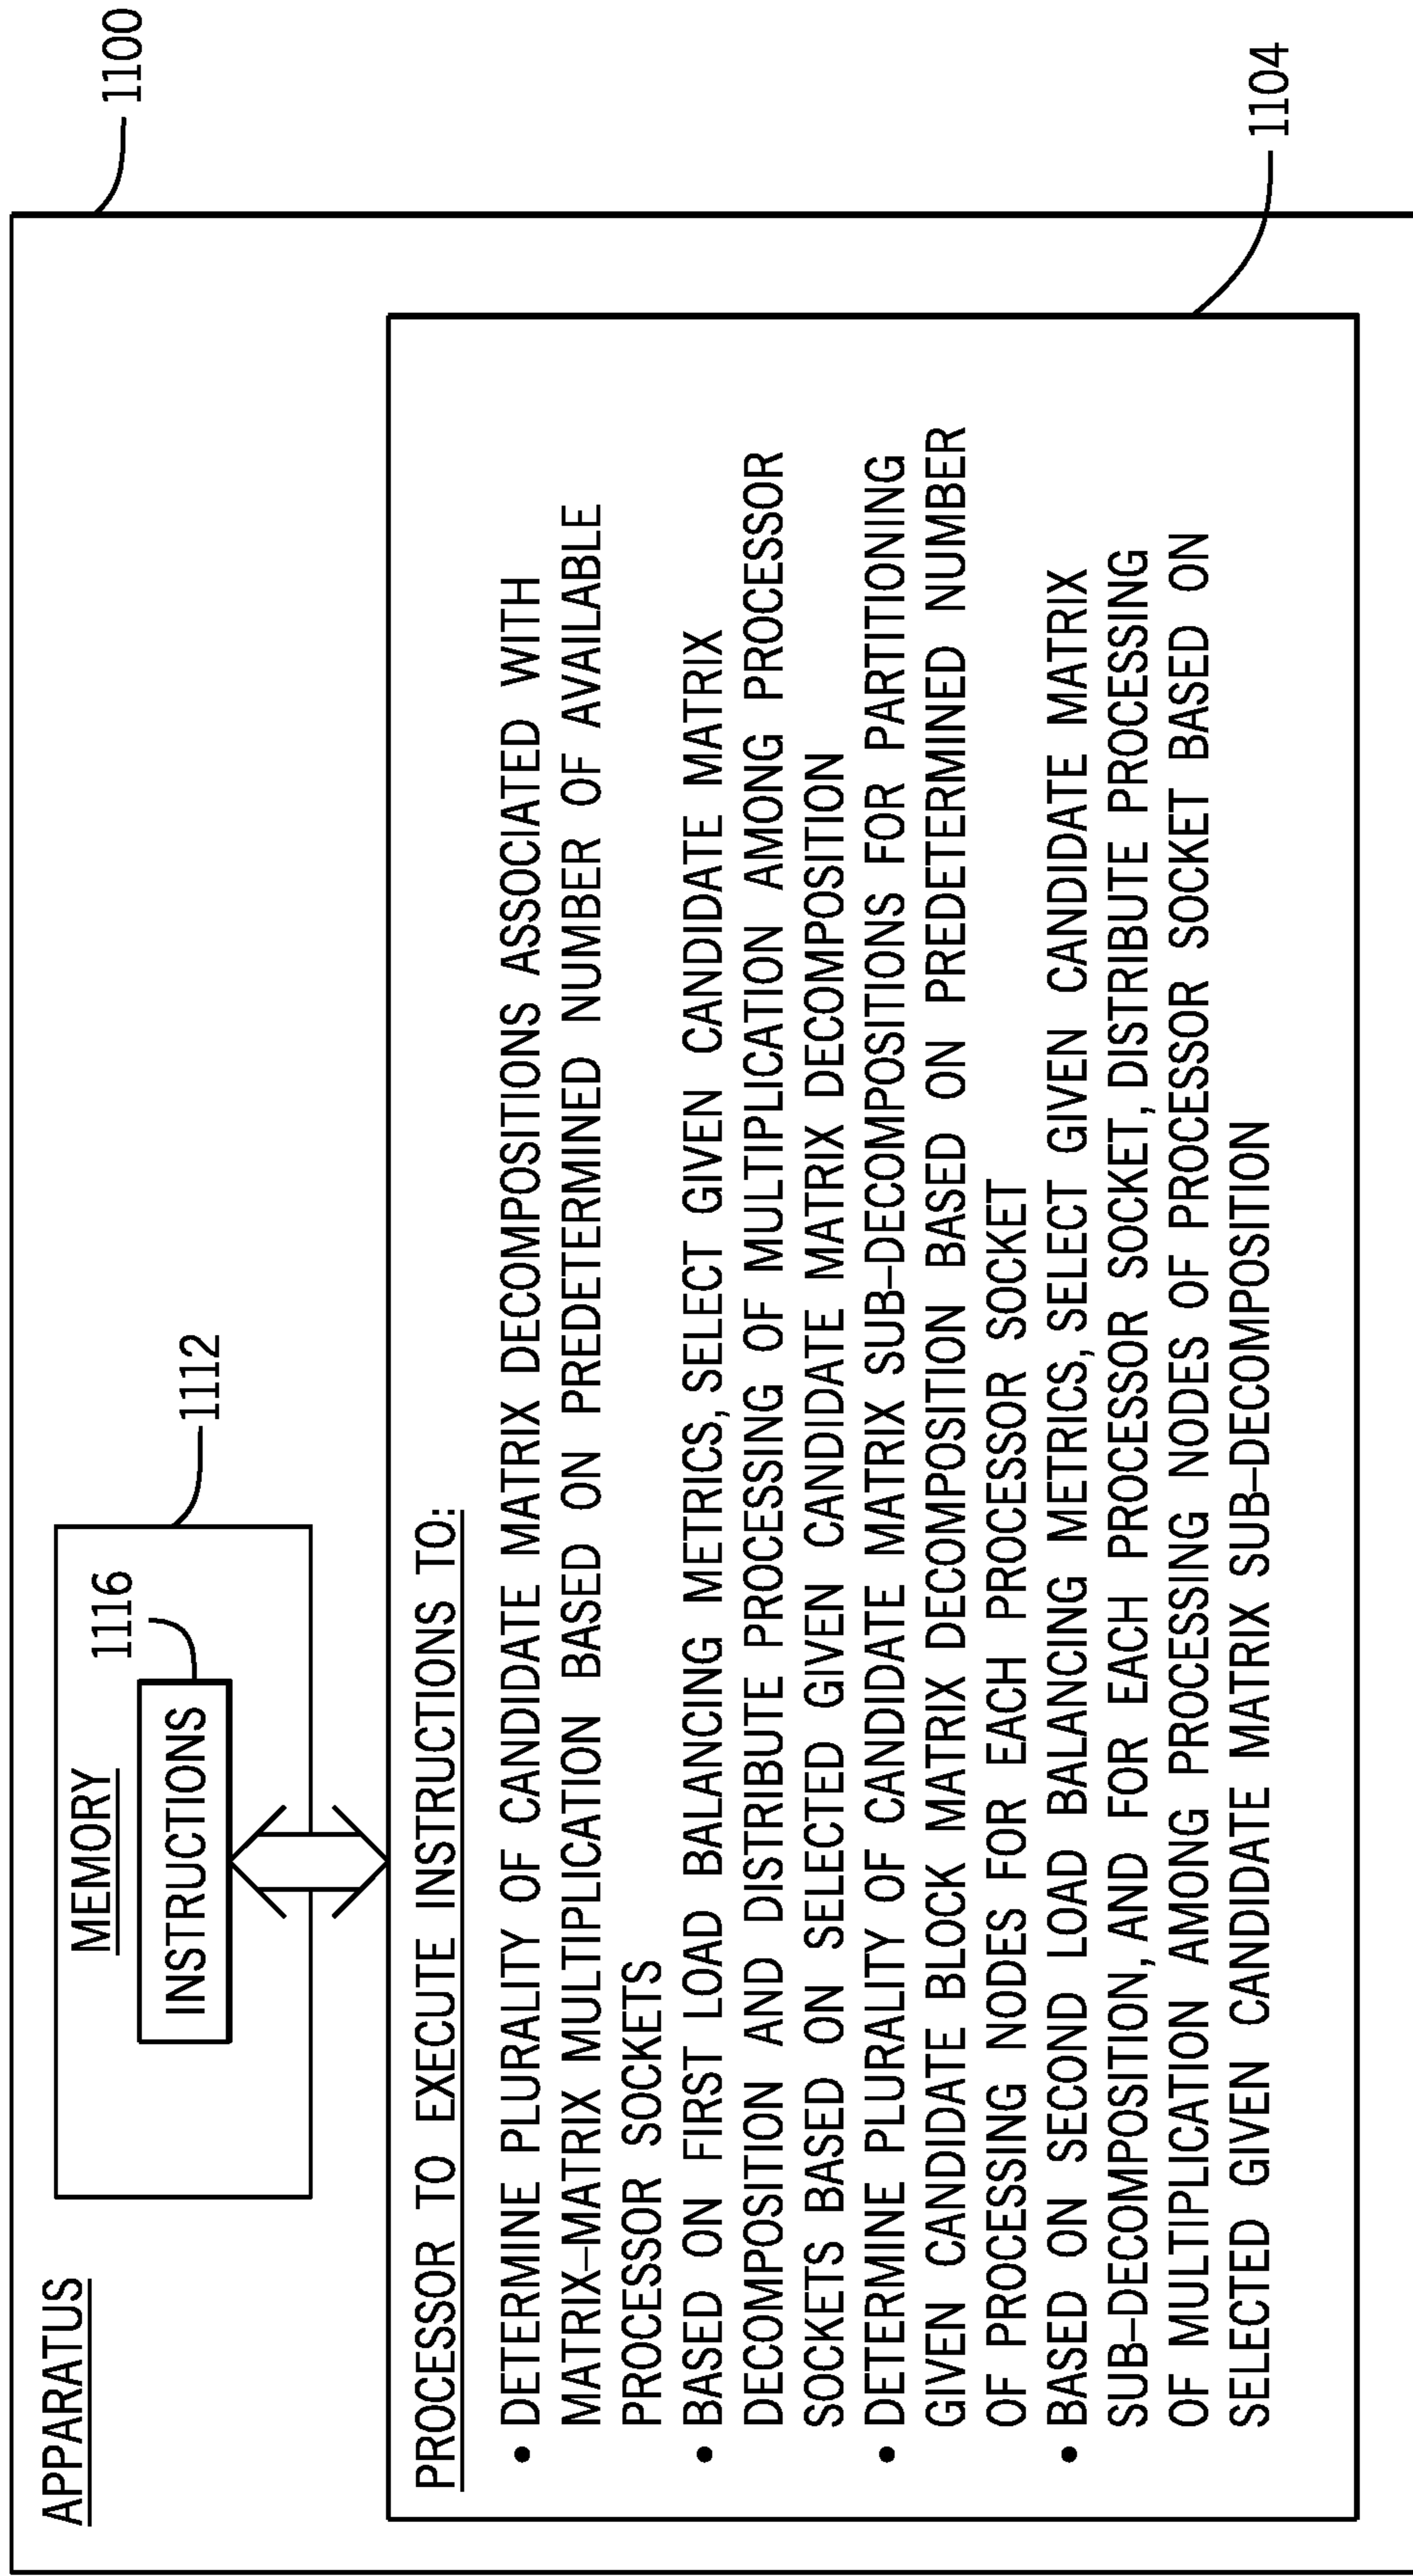 APPARATUS
1100
MEMORY
1112
1116
INSTRUCTIONS
1104
PROCESSOR TO EXECUTE INSTRUCTIONS TO:
• DETERMINE PLURALITY OF CANDIDATE MATRIX DECOMPOSITIONS ASSOCIATED WITH
MATRIX–MATRIX MULTIPLICATION BASED ON PREDETERMINED NUMBER OF AVAILABLE
PROCESSOR SOCKETS
• BASED ON FIRST LOAD BALANCING METRICS, SELECT GIVEN CANDIDATE MATRIX
DECOMPOSITION AND DISTRIBUTE PROCESSING OF MULTIPLICATION AMONG PROCESSOR
SOCKETS BASED ON SELECTED GIVEN CANDIDATE MATRIX DECOMPOSITION
• DETERMINE PLURALITY OF CANDIDATE MATRIX SUB–DECOMPOSITIONS FOR PARTITIONING
GIVEN CANDIDATE BLOCK MATRIX DECOMPOSITION BASED ON PREDETERMINED NUMBER
OF PROCESSING NODES FOR EACH PROCESSOR SOCKET
• BASED ON SECOND LOAD BALANCING METRICS, SELECT GIVEN CANDIDATE MATRIX
SUB–DECOMPOSITION, AND FOR EACH PROCESSOR SOCKET, DISTRIBUTE PROCESSING
OF MULTIPLICATION AMONG PROCESSING NODES OF PROCESSOR SOCKET BASED ON
SELECTED GIVEN CANDIDATE MATRIX SUB–DECOMPOSITION